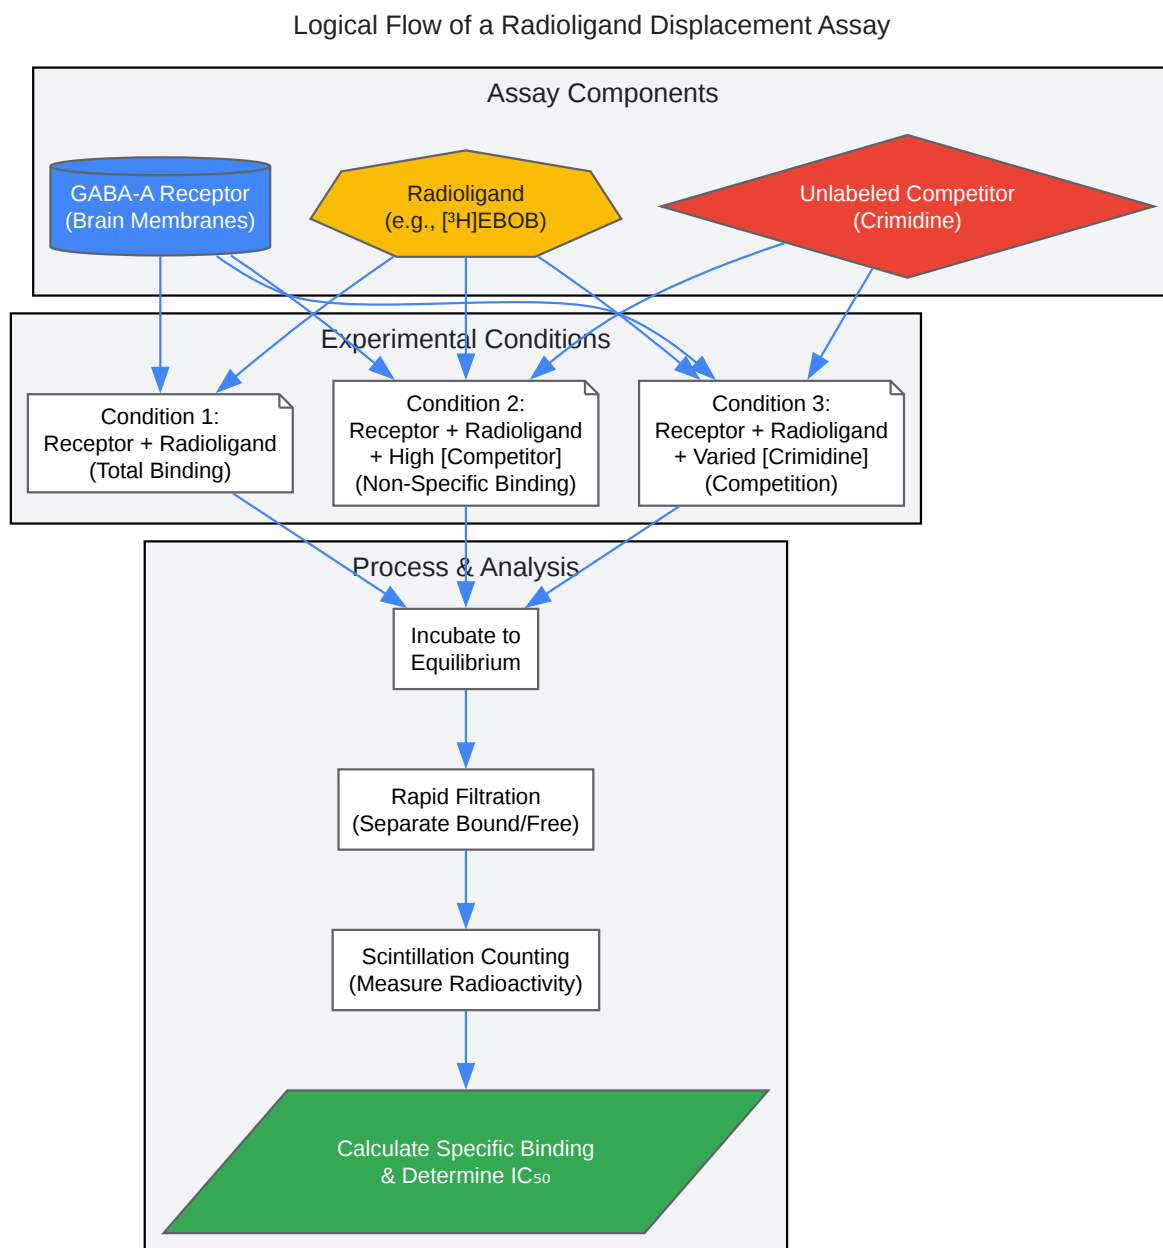 Logical Flow of a Radioligand Displacement Assay
Assay Components
GABA-A Receptor
(Brain Membranes)
Radioligand
(e.g., [³H]EBOB)
Unlabeled Competitor
(Crimidine)
Experimental Conditions
Condition 1:
Receptor + Radioligand
(Total Binding)
Condition 2:
Receptor + Radioligand
+ High [Competitor]
(Non-Specific Binding)
Condition 3:
Receptor + Radioligand
+ Varied [Crimidine]
(Competition)
Process & Analysis
Incubate to
Equilibrium
Rapid Filtration
(Separate Bound/Free)
Scintillation Counting
(Measure Radioactivity)
Calculate Specific Binding
& Determine IC₅₀